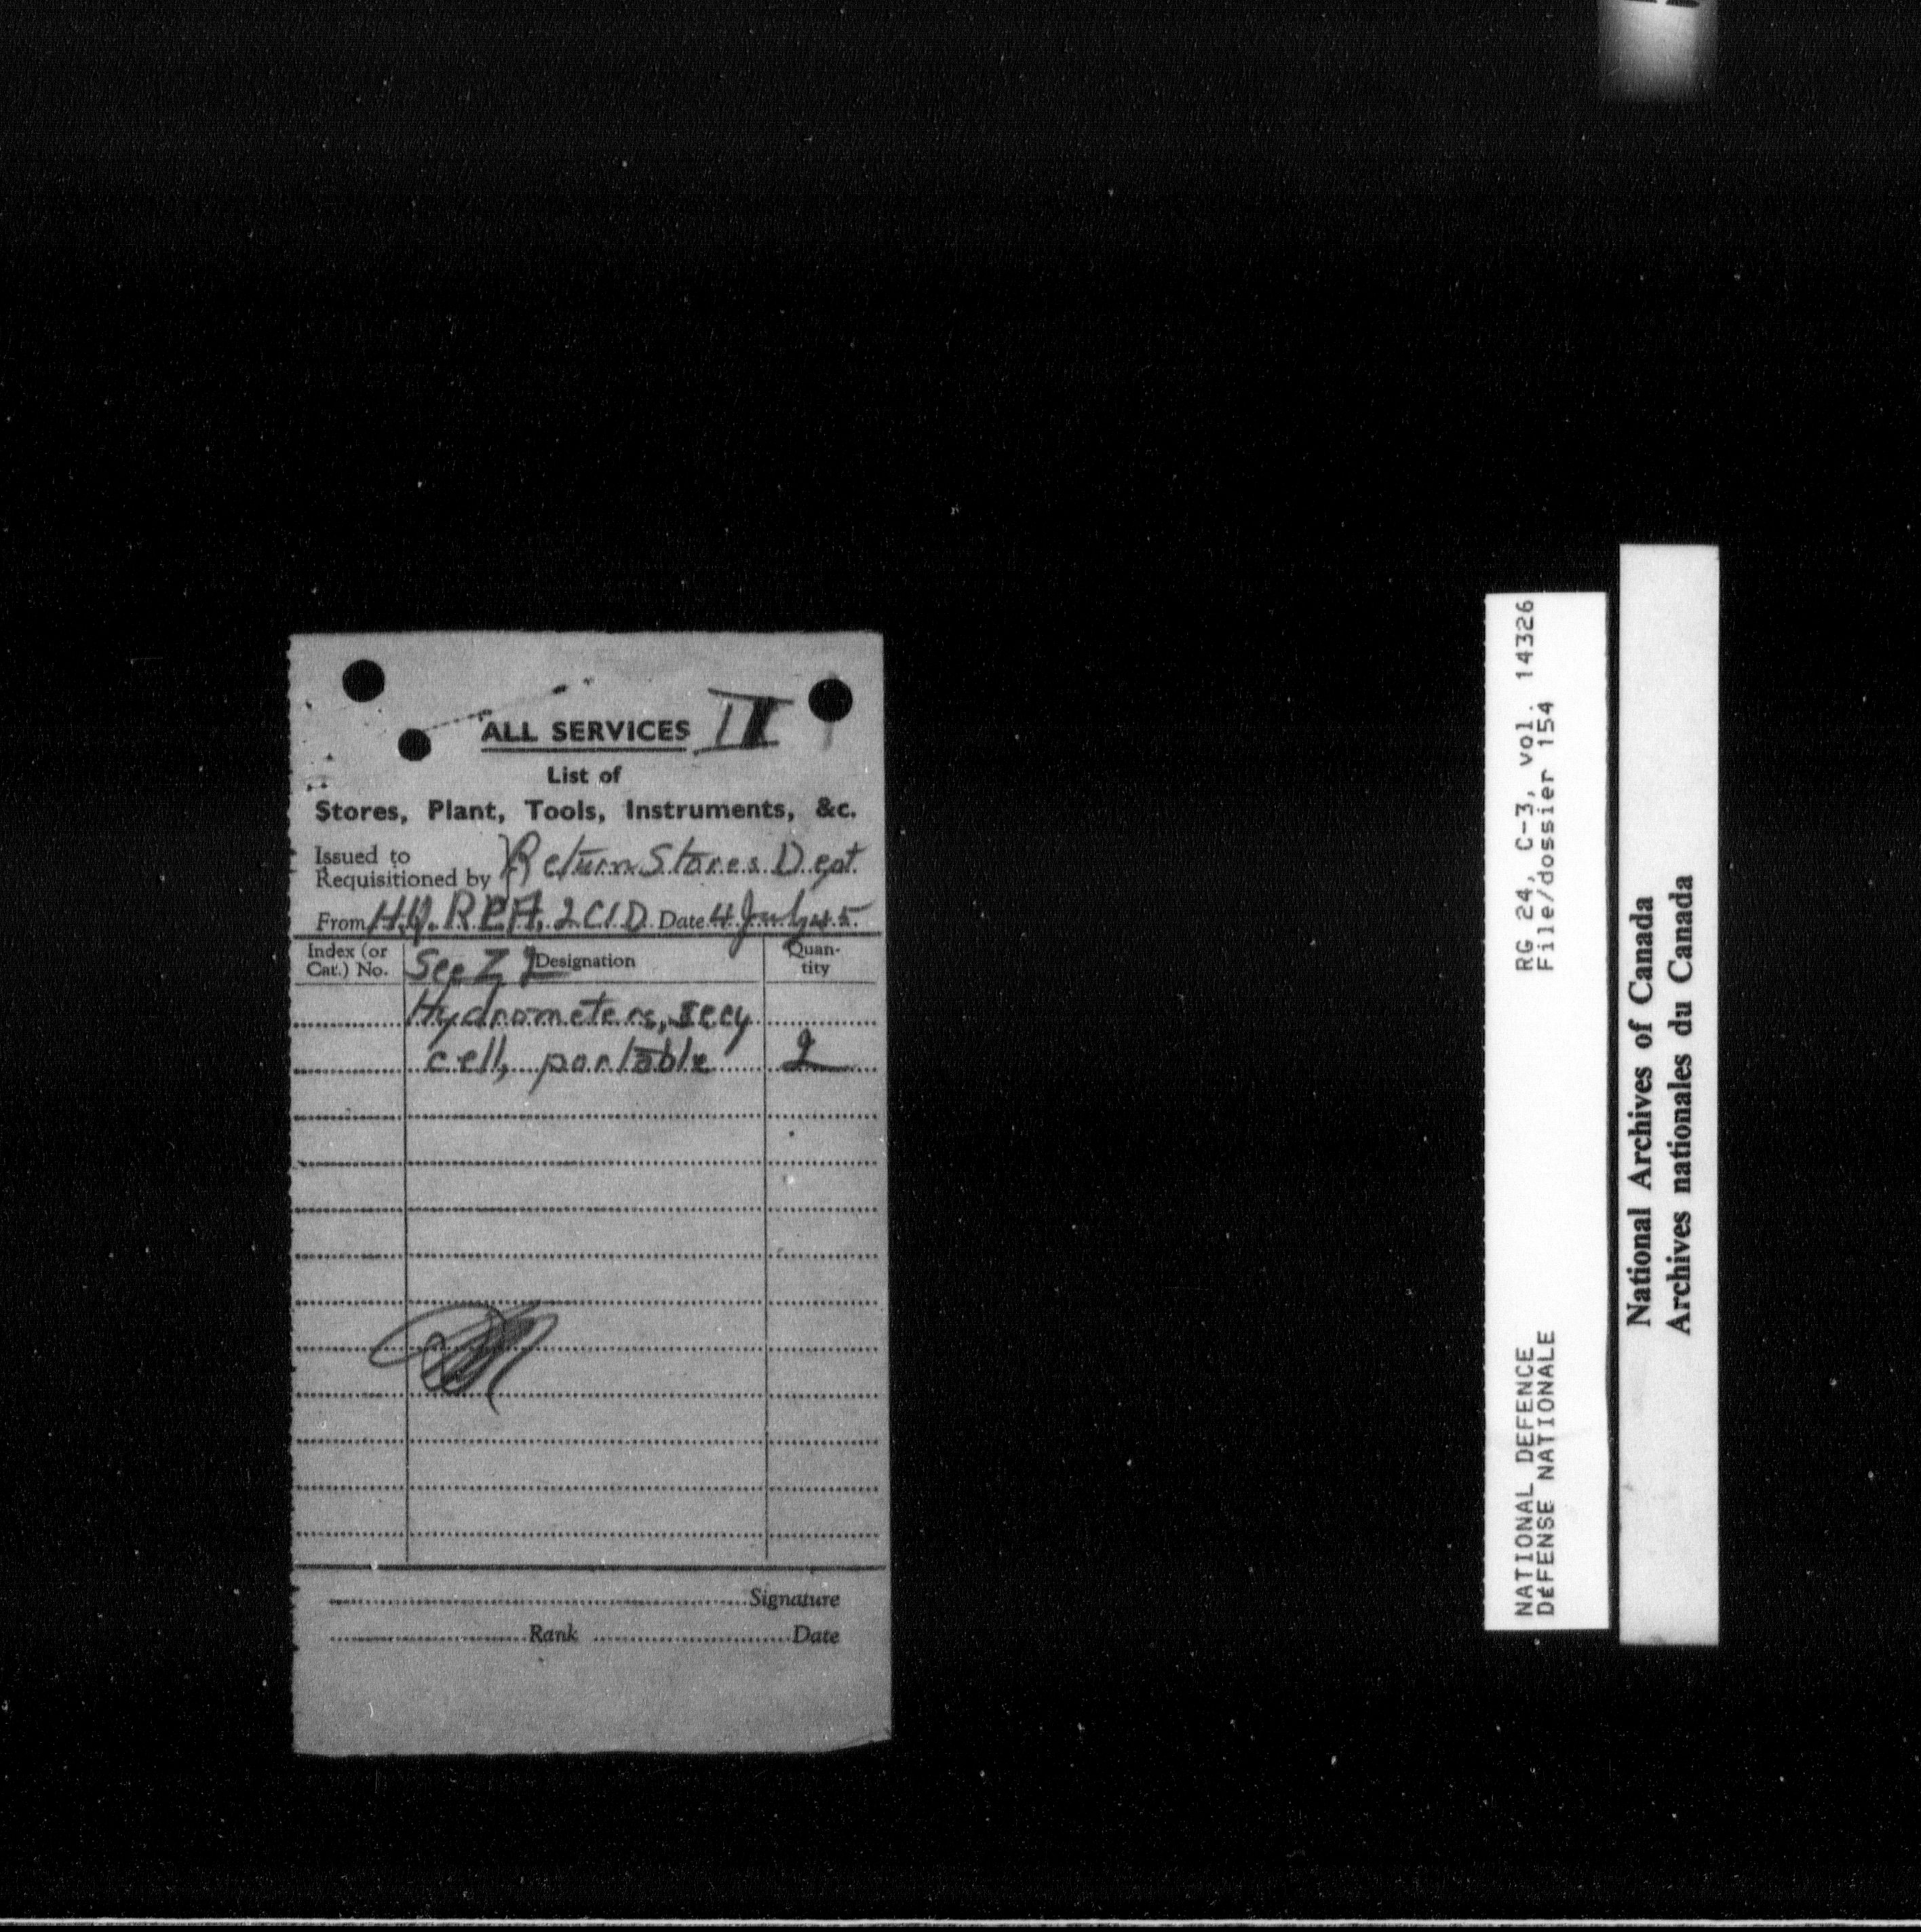 ALL SERVICES II
List of
Stores, Plant, Tools, Instruments, &c.
Issued to
Requisitioned by } Return Stores Dept.
From H.Q. R.C.A. 2 C.I.D. Date 4 July 45.
Index (or Cat.) No. Designation Quantity
Sec Z 2
Hydrometers, secy
cell, portable 2
Signature
Rank Date
RG 24, C-3, vol. 14326
File/dossier 154
NATIONAL DEFENCE
DÉFENSE NATIONALE
National Archives of Canada
Archives nationales du Canada